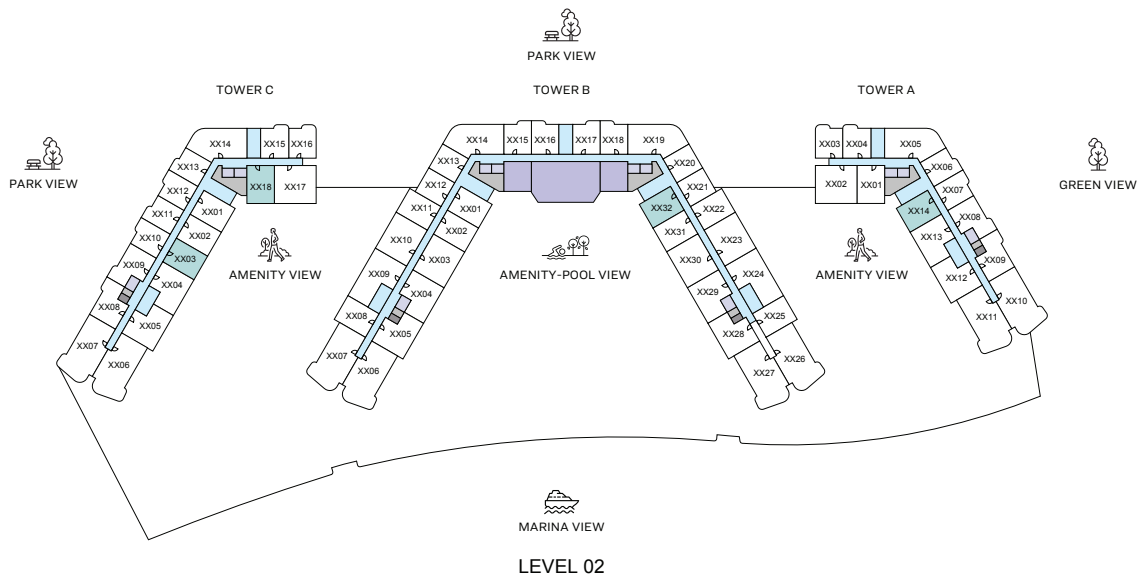 PARK VIEW
TOWER C
TOWER B
TOWER A
PARK VIEW
GREEN VIEW
XX14
XX15
XX16
XX13
XX18
XX17
XX12
XX01
XX11
XX02
XX10
XX03
XX09
XX04
XX08
XX05
XX07
XX06
AMENITY VIEW
XX14
XX15
XX16
XX17
XX18
XX19
XX13
XX20
XX12
XX21
XX11
XX01
XX32
XX22
XX02
XX31
XX10
XX23
XX03
XX30
XX09
XX24
XX04
XX29
XX08
XX05
XX28
XX25
XX07
XX06
XX27
XX26
AMENITY-POOL VIEW
XX03
XX04
XX05
XX02
XX01
XX06
XX07
XX14
XX08
XX13
XX09
XX12
XX10
XX11
AMENITY VIEW
MARINA VIEW
LEVEL 02